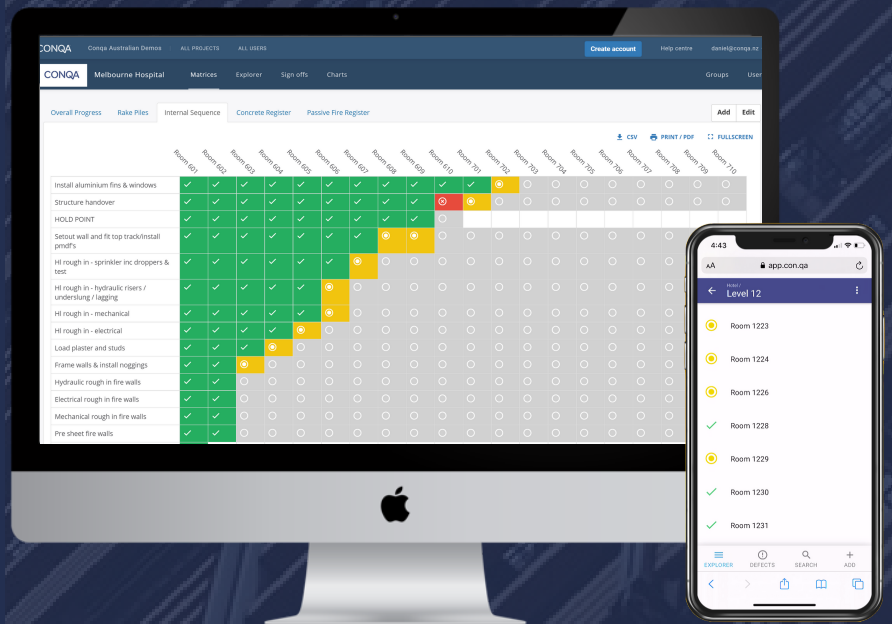 CONQA Conqa Australian Demos ALL PROJECTS ALL USERS Create account Help centre daniel@conqa.nz
CONQA Melbourne Hospital Matrices Explorer Sign offs Charts Groups User
Overall Progress Rake Piles Internal Sequence Concrete Register Passive Fire Register Add Edit
CSV PRINT / PDF FULLSCREEN
Room 601 Room 602 Room 603 Room 604 Room 605 Room 606 Room 607 Room 608 Room 609 Room 610 Room 701 Room 702 Room 703 Room 704 Room 705 Room 706 Room 707 Room 708 Room 709 Room 710
Install aluminium fins & windows
Structure handover
HOLD POINT
Setout wall and fit top track/install
pmdf's
HI rough in - sprinkler inc droppers &
test
HI rough in - hydraulic risers /
underslung / lagging
HI rough in - mechanical
HI rough in - electrical
Load plaster and studs
Frame walls & install noggings
Hydraulic rough in fire walls
Electrical rough in fire walls
Mechanical rough in fire walls
Pre sheet fire walls
4:43
AA app.con.qa
Hotel /
Level 12
Room 1223
Room 1224
Room 1226
Room 1228
Room 1229
Room 1230
Room 1231
EXPLORER DEFECTS SEARCH ADD